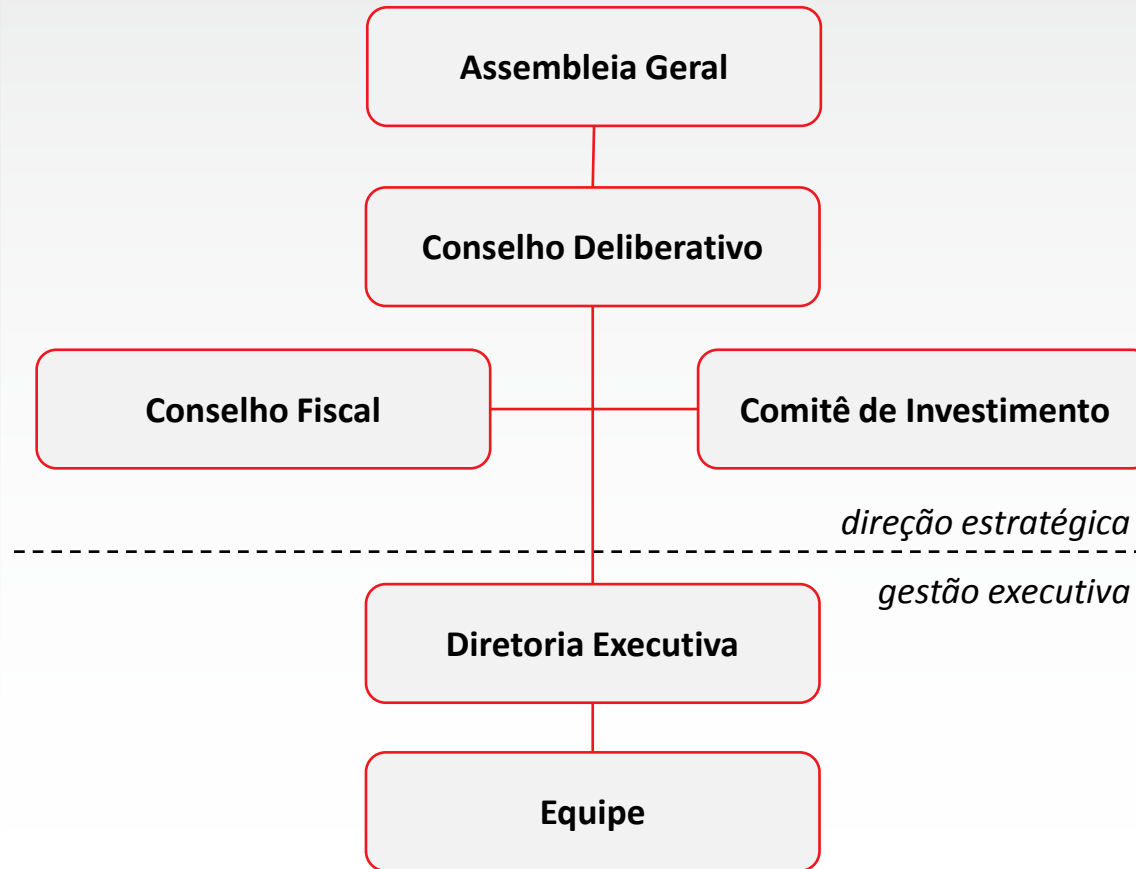 Assembleia Geral
Conselho Deliberativo
Conselho Fiscal
Comitê de Investimento
direção estratégica
gestão executiva
Diretoria Executiva
Equipe